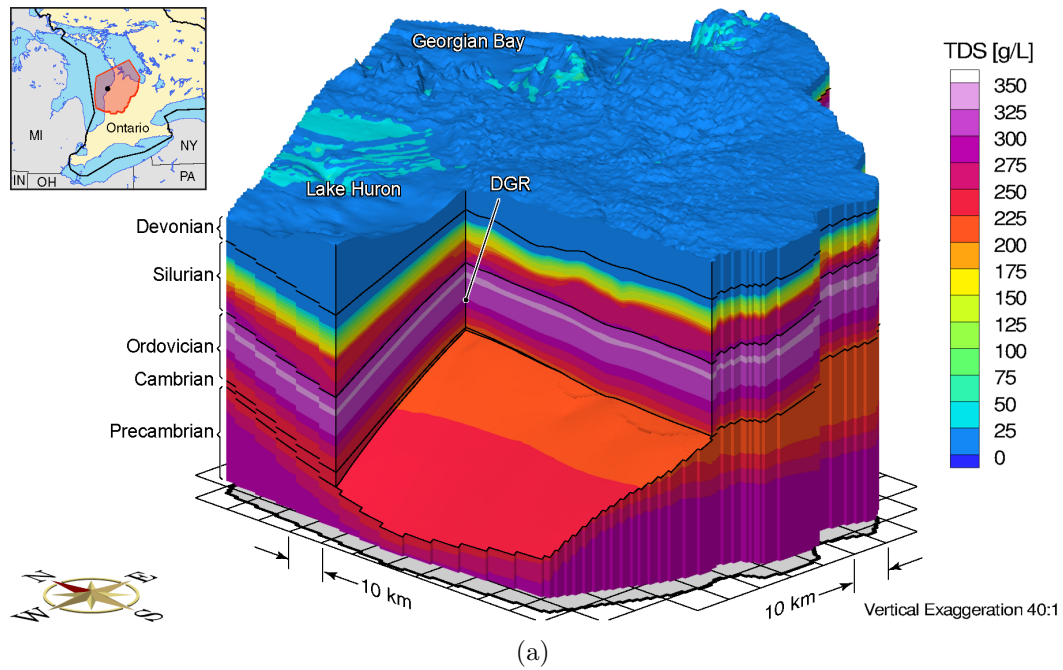 MI
Ontario
NY
PA
IN
OH
Georgian Bay
Lake Huron
DGR
TDS [g/L]
350
325
300
275
250
225
200
175
150
125
100
75
50
25
0
Devonian
Silurian
Ordovician
Cambrian
Precambrian
10 km
10 km
N
E
W
S
Vertical Exaggeration 40:1
(a)